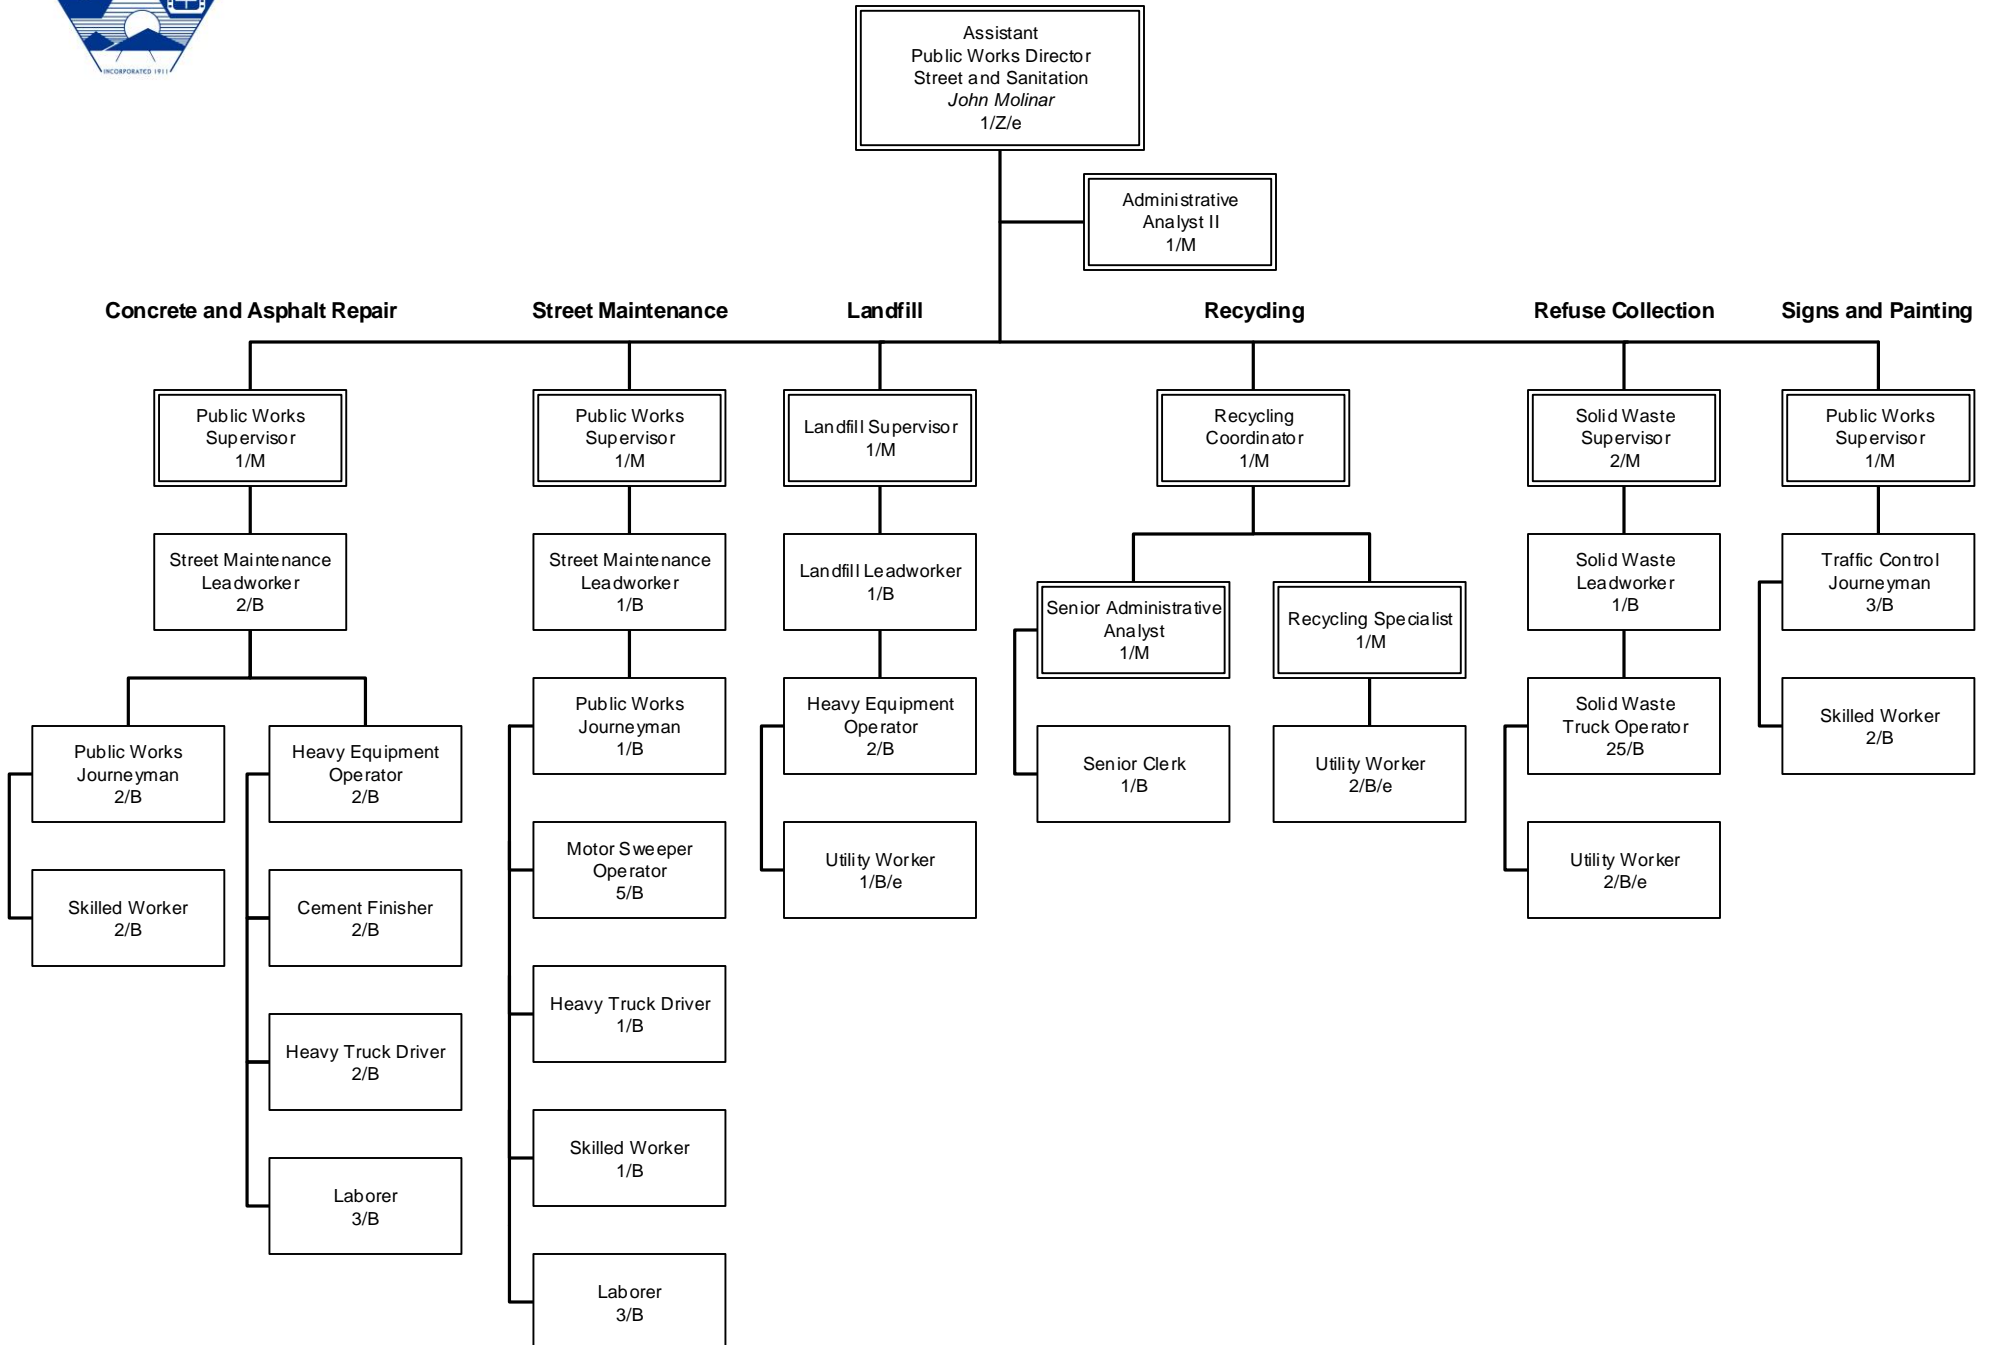 INCORPORATED 1911
Assistant
Public Works Director
Street and Sanitation
John Molinar
1/Z/e
Administrative
Analyst II
1/M
Concrete and Asphalt Repair
Street Maintenance
Landfill
Recycling
Refuse Collection
Signs and Painting
Public Works
Supervisor
1/M
Street Maintenance
Leadworker
2/B
Public Works
Journeyman
2/B
Skilled Worker
2/B
Heavy Equipment
Operator
2/B
Cement Finisher
2/B
Heavy Truck Driver
2/B
Laborer
3/B
Public Works
Supervisor
1/M
Street Maintenance
Leadworker
1/B
Public Works
Journeyman
1/B
Motor Sweeper
Operator
5/B
Heavy Truck Driver
1/B
Skilled Worker
1/B
Laborer
3/B
Landfill Supervisor
1/M
Landfill Leadworker
1/B
Heavy Equipment
Operator
2/B
Utility Worker
1/B/e
Recycling
Coordinator
1/M
Senior Administrative
Analyst
1/M
Senior Clerk
1/B
Recycling Specialist
1/M
Utility Worker
2/B/e
Solid Waste
Supervisor
2/M
Solid Waste
Leadworker
1/B
Solid Waste
Truck Operator
25/B
Utility Worker
2/B/e
Public Works
Supervisor
1/M
Traffic Control
Journeyman
3/B
Skilled Worker
2/B